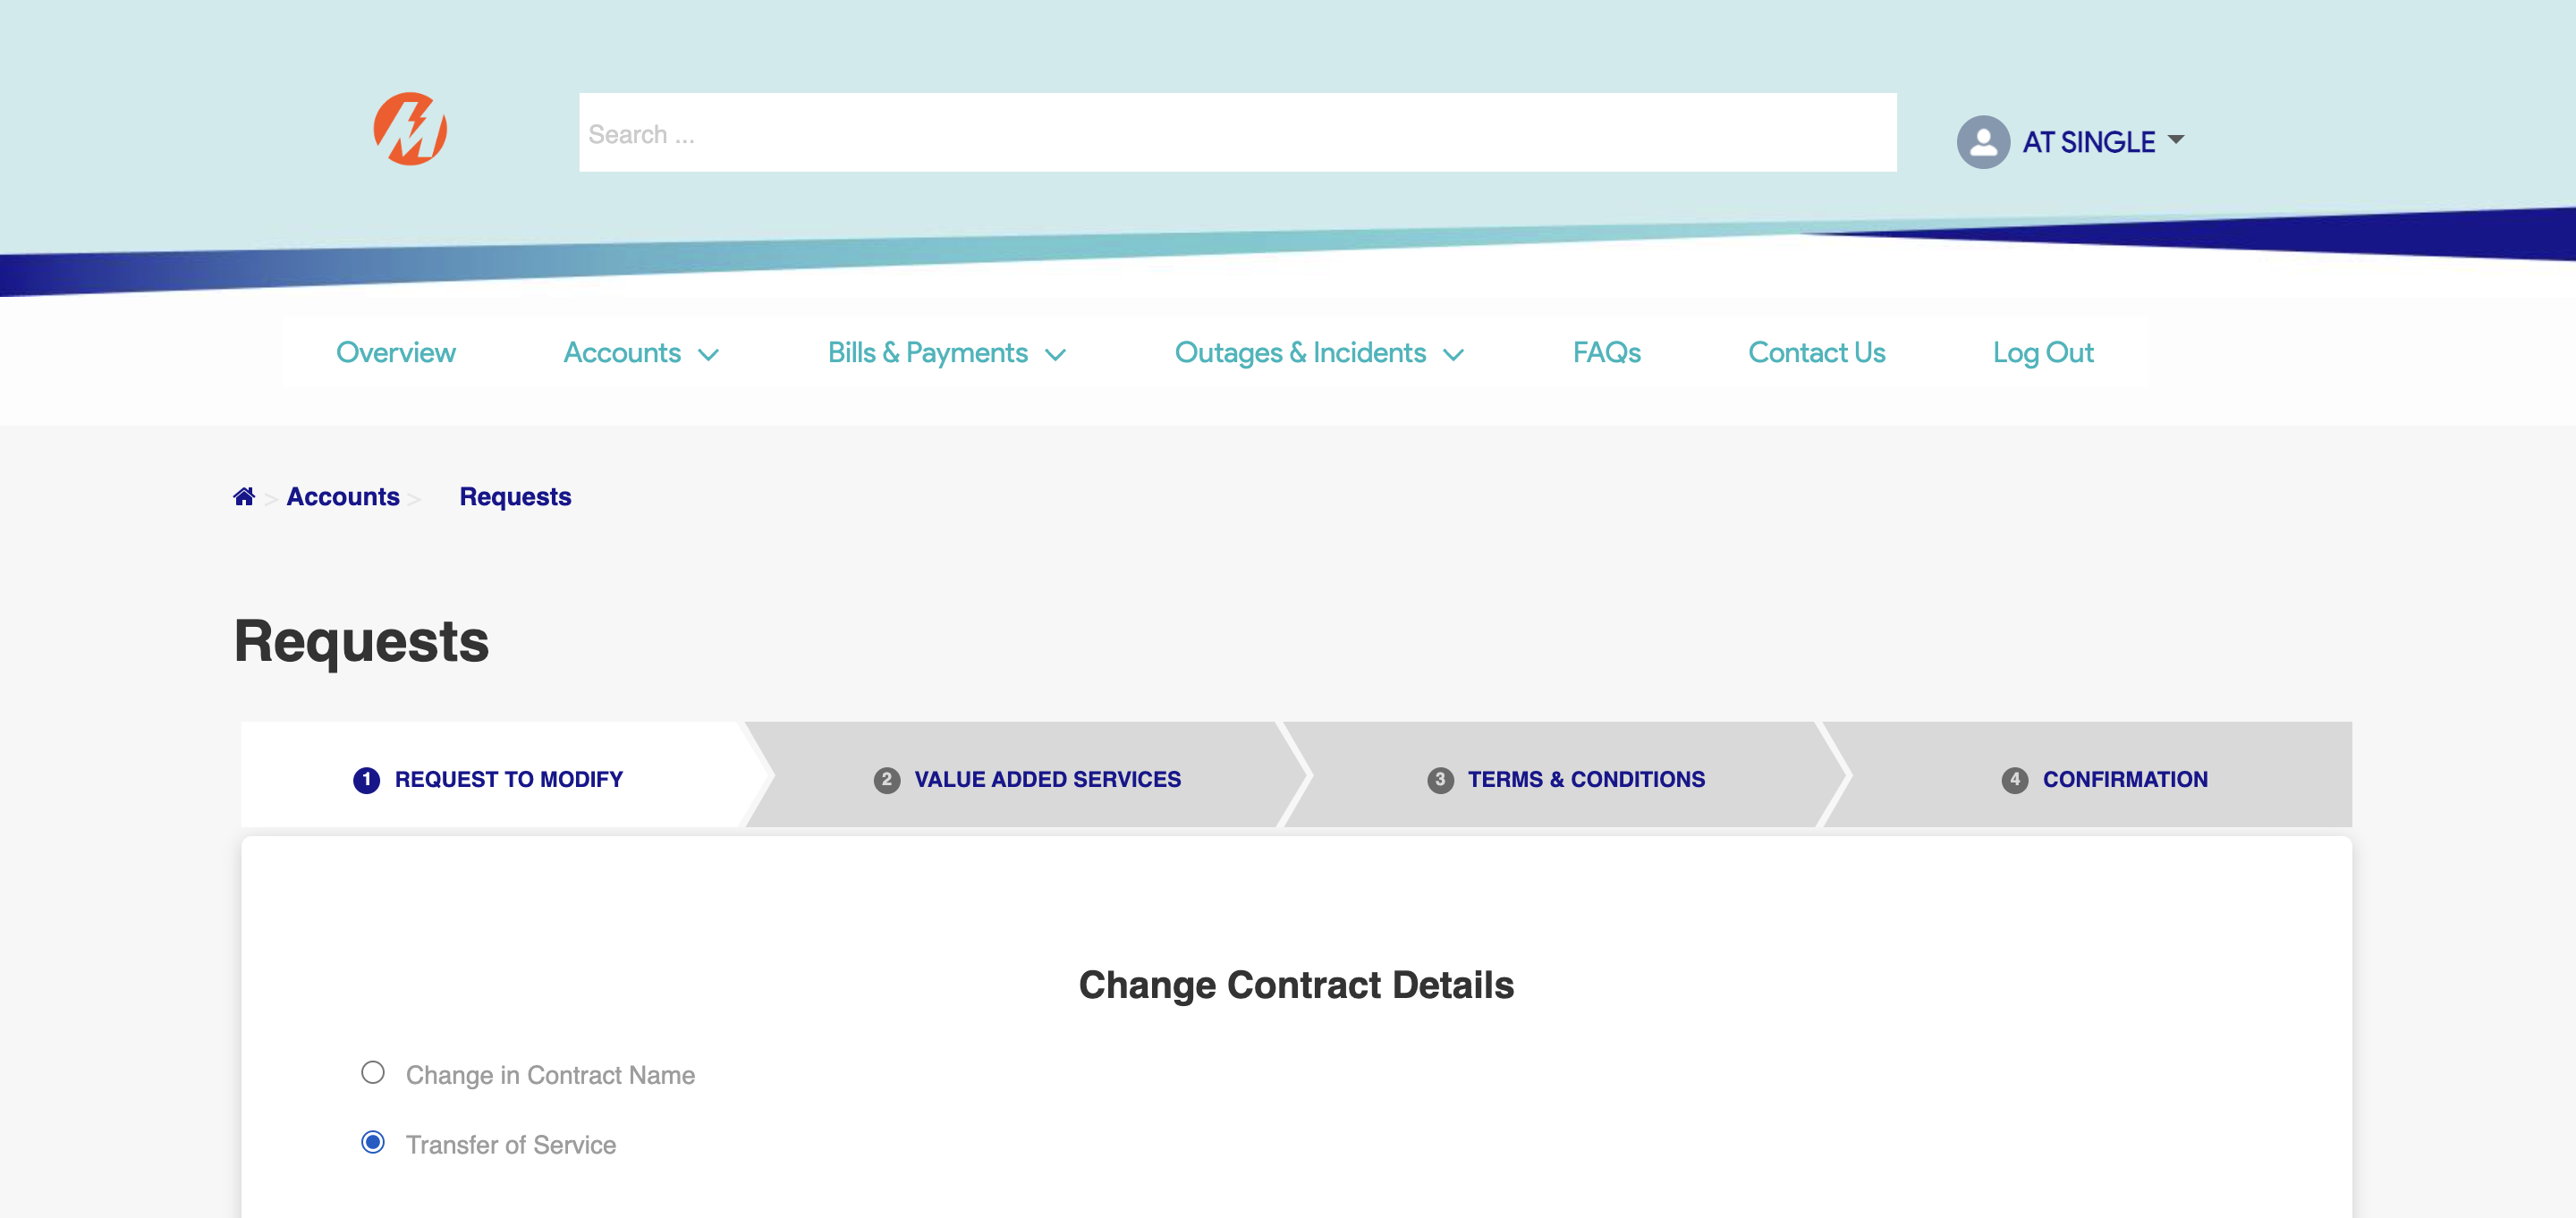 Search ...
AT SINGLE
Overview
Accounts
Bills & Payments
Outages & Incidents
FAQs
Contact Us
Log Out
> Accounts > Requests
Requests
1 REQUEST TO MODIFY
2 VALUE ADDED SERVICES
3 TERMS & CONDITIONS
4 CONFIRMATION
Change Contract Details
Change in Contract Name
Transfer of Service